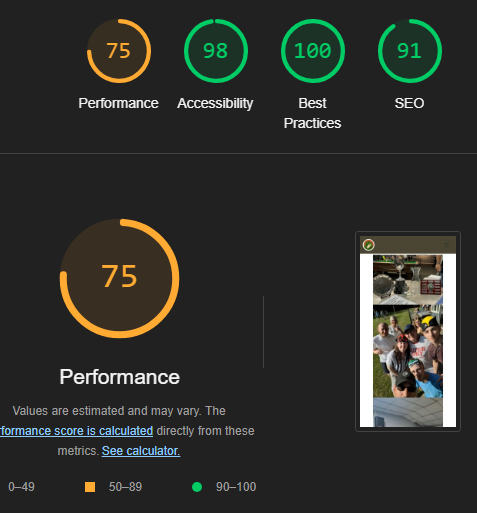 75
98
100
91
Performance
Accessibility
Best
Practices
SEO
75
Performance
Values are estimated and may vary. The
rformance score is calculated directly from these
metrics. See calculator.
0–49
50–89
90–100